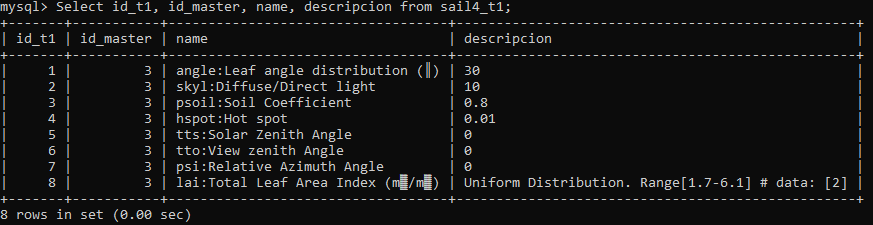 mysql> Select id_t1, id_master, name, descripcion from sail4_t1;
+-------+-----------+----------------------------------+-------------------------------------------------+
| id_t1 | id_master | name                             | descripcion                                     |
+-------+-----------+----------------------------------+-------------------------------------------------+
|     1 |         3 | angle:Leaf angle distribution (║) | 30                                              |
|     2 |         3 | skyl:Diffuse/Direct light        | 10                                              |
|     3 |         3 | psoil:Soil Coefficient           | 0.8                                             |
|     4 |         3 | hspot:Hot spot                   | 0.01                                            |
|     5 |         3 | tts:Solar Zenith Angle           | 0                                               |
|     6 |         3 | tto:View zenith Angle            | 0                                               |
|     7 |         3 | psi:Relative Azimuth Angle       | 0                                               |
|     8 |         3 | lai:Total Leaf Area Index (m▓/m▓) | Uniform Distribution. Range[1.7-6.1] # data: [2] |
+-------+-----------+----------------------------------+-------------------------------------------------+
8 rows in set (0.00 sec)